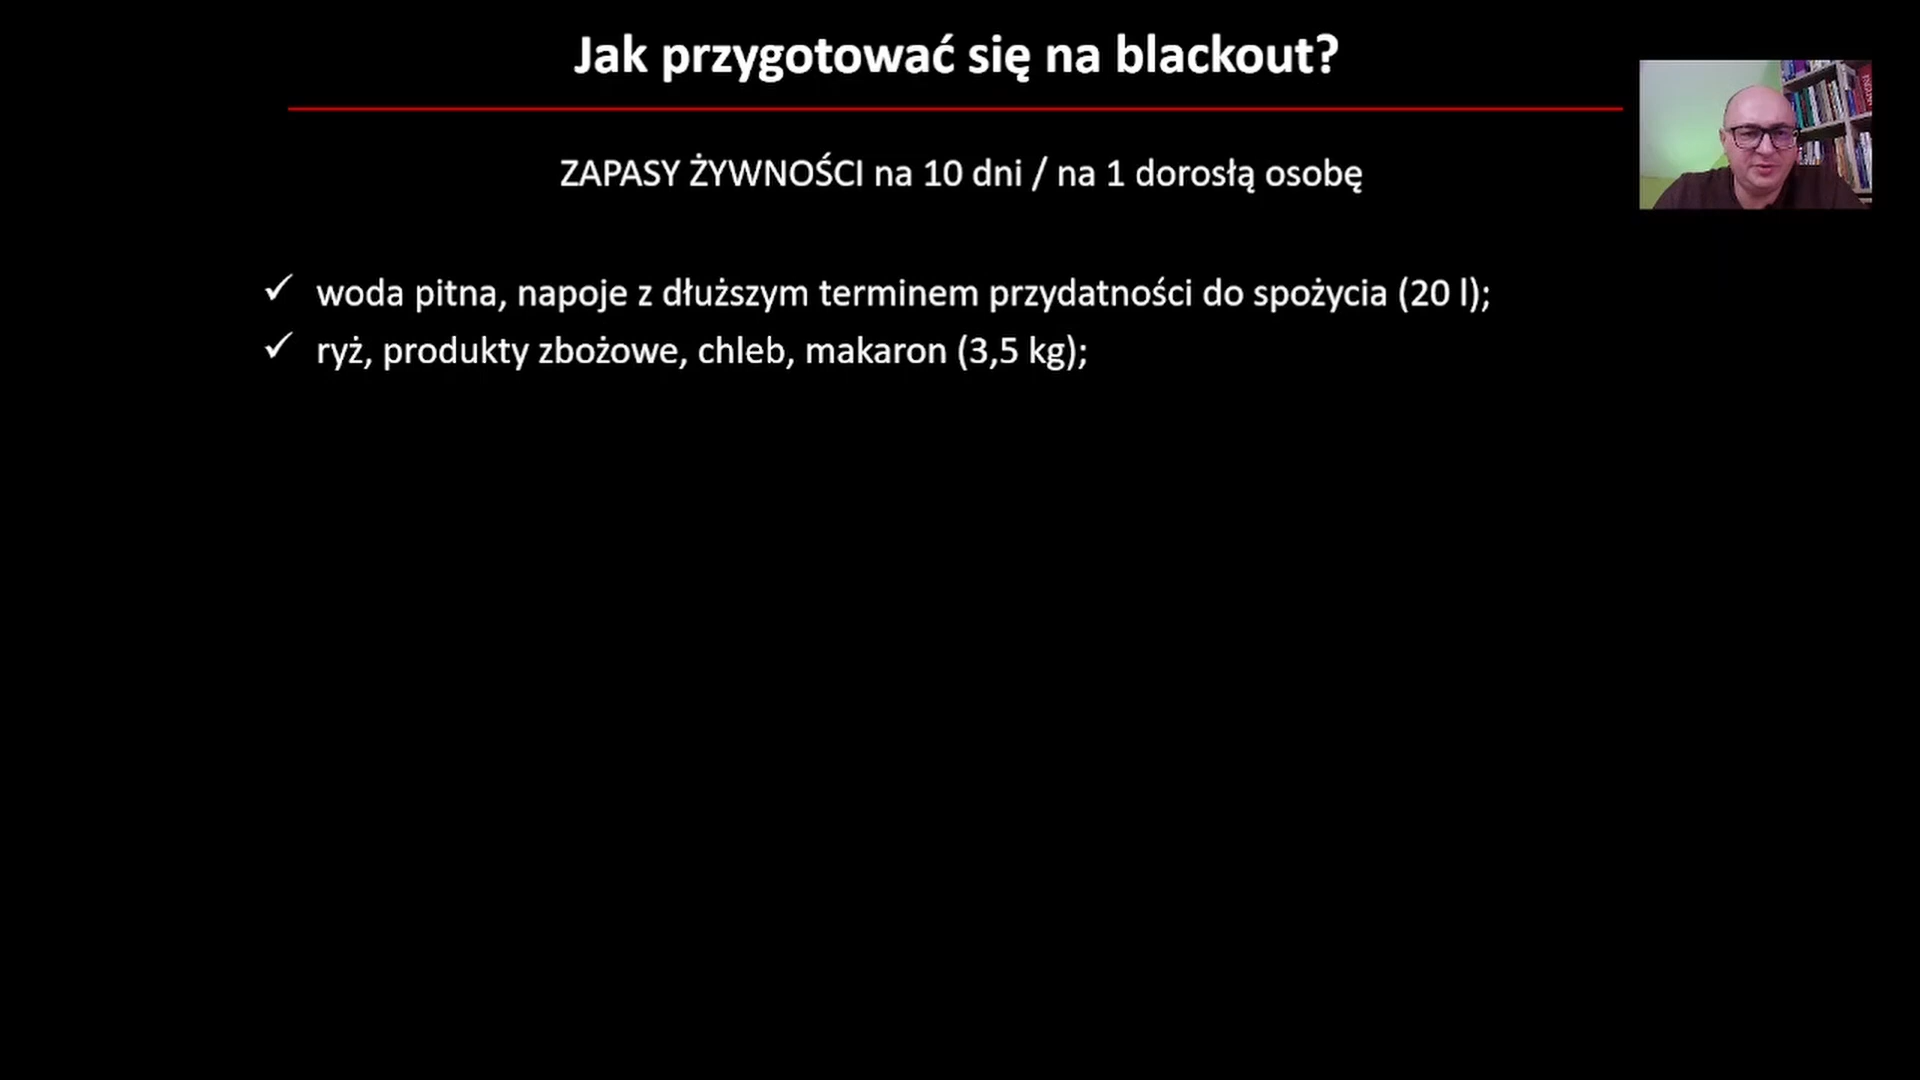 Jak przygotować się na blackout?
ZAPASY ŻYWNOŚCI na 10 dni / na 1 dorosłą osobę
✓ woda pitna, napoje z dłuższym terminem przydatności do spożycia (20 l);
✓ ryż, produkty zbożowe, chleb, makaron (3,5 kg);